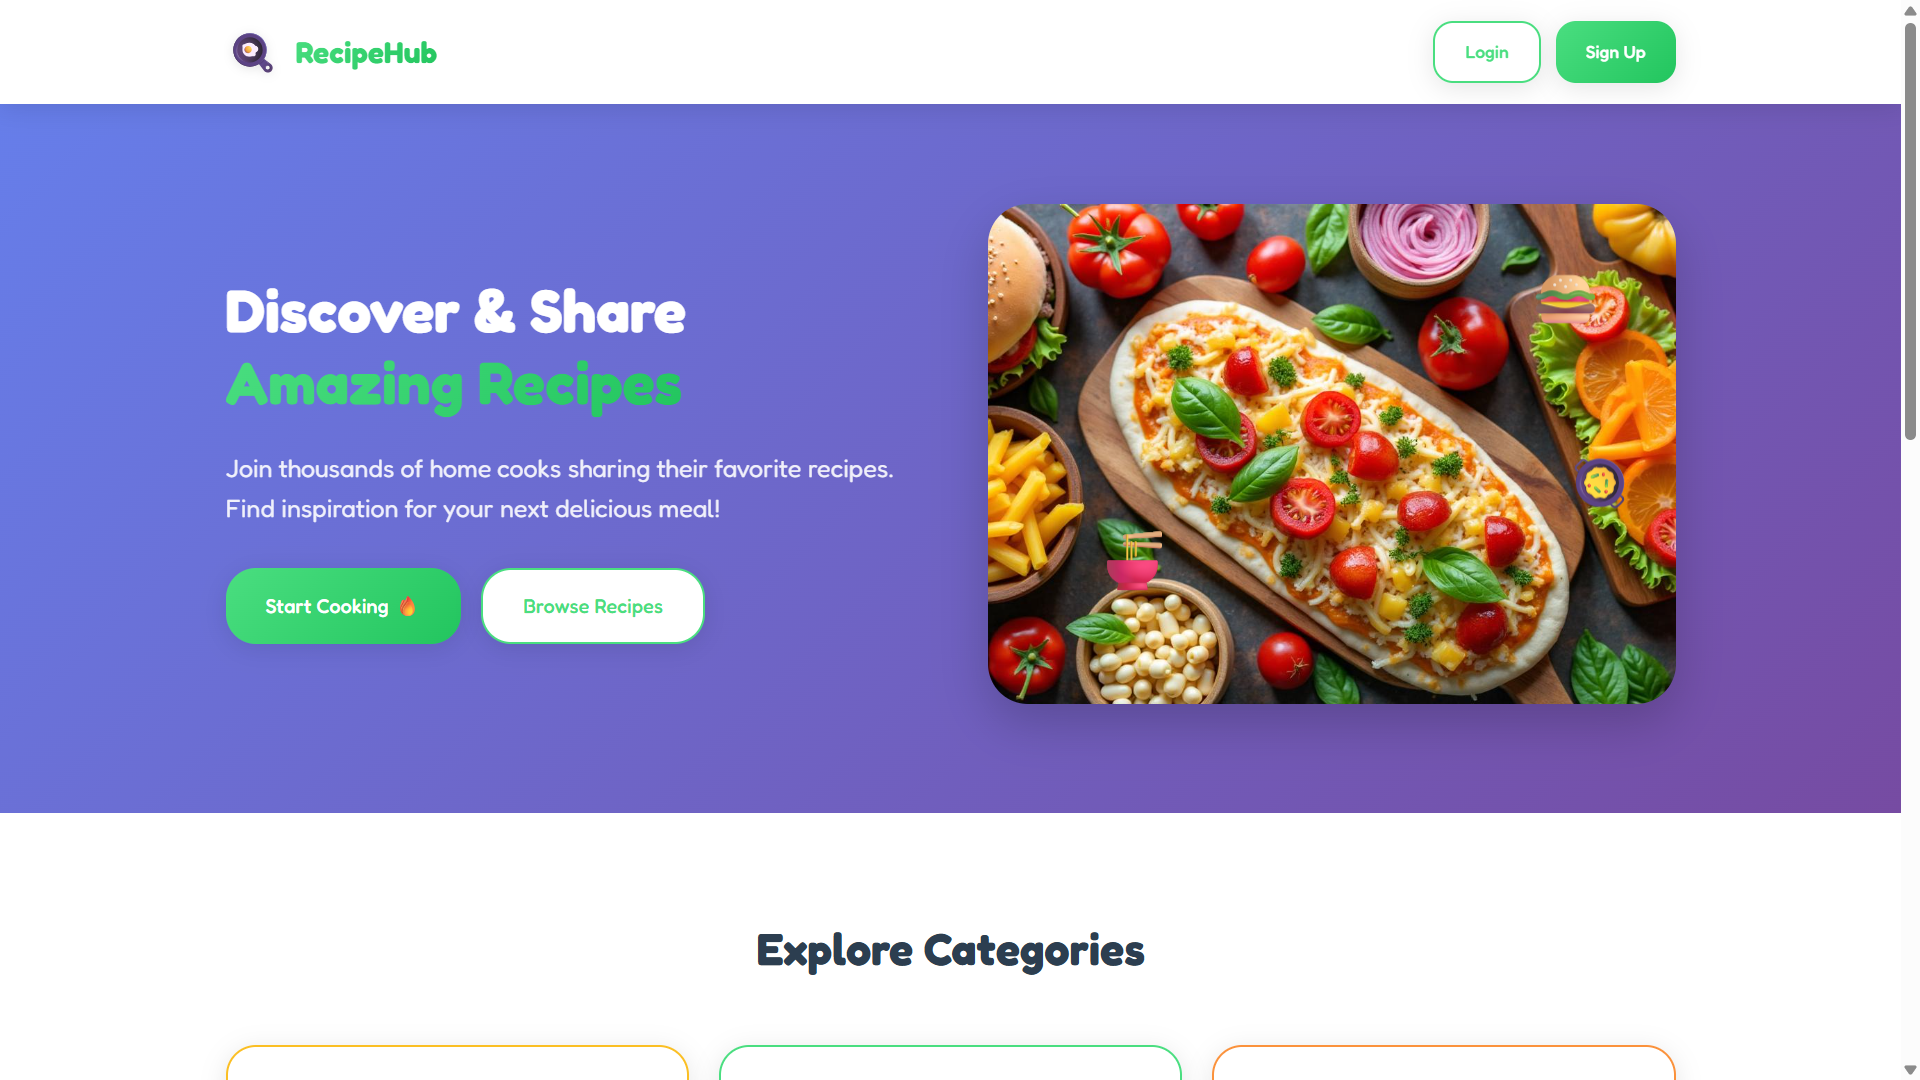 RecipeHub
Login
Sign Up
Discover & Share
Amazing Recipes
Join thousands of home cooks sharing their favorite recipes.
Find inspiration for your next delicious meal!
Start Cooking 🔥
Browse Recipes
Explore Categories